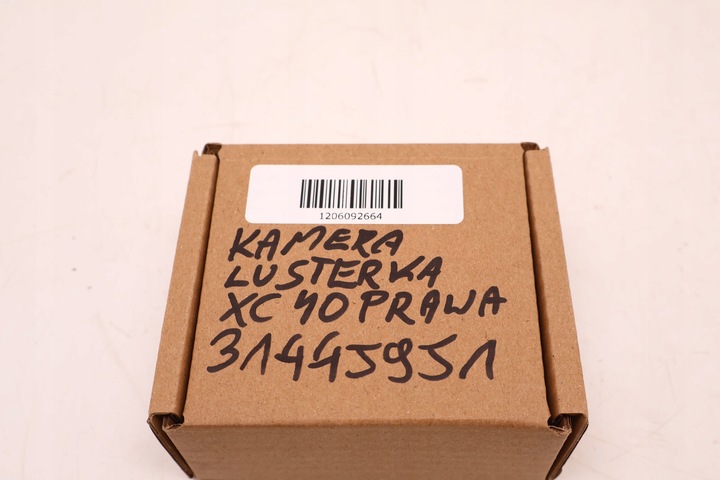 1206092664
KAMERA
LUSTERKA
XC 40 PRAWA
31445951